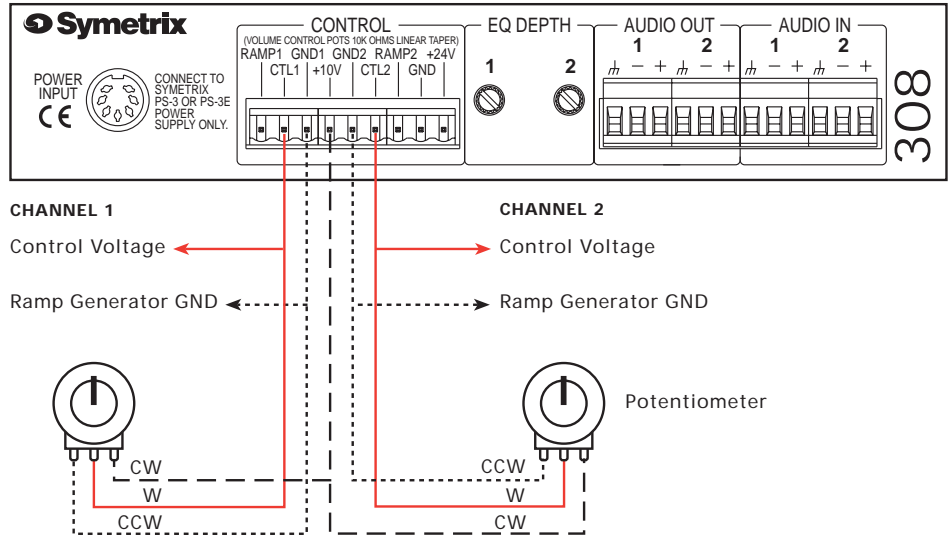 Symetrix
CONTROL
(VOLUME CONTROL POTS 10K OHMS LINEAR TAPER)
RAMP1 GND1 GND2 RAMP2 +24V
CTL1 +10V CTL2 GND
POWER
INPUT
CE
CONNECT TO
SYMETRIX
PS-3 OR PS-3E
POWER
SUPPLY ONLY.
EQ DEPTH
1 2
AUDIO OUT
1 2
− + − +
AUDIO IN
1 2
− + − +
308
CHANNEL 1
Control Voltage
Ramp Generator GND
CHANNEL 2
Control Voltage
Ramp Generator GND
Potentiometer
CW
W
CCW
CCW
W
CW